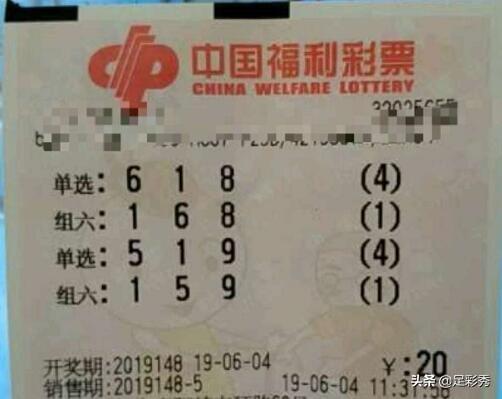 中国福利彩票
CHINA WELFARE LOTTERY
单选: 6 1 8 (4)
组六: 1 6 8 (1)
单选: 5 1 9 (4)
组六: 1 5 9 (1)
开奖期:2019148 19-06-04 ¥:20
销售期:2019148-5 19-06-04 11:37:38
头条 @足彩秀